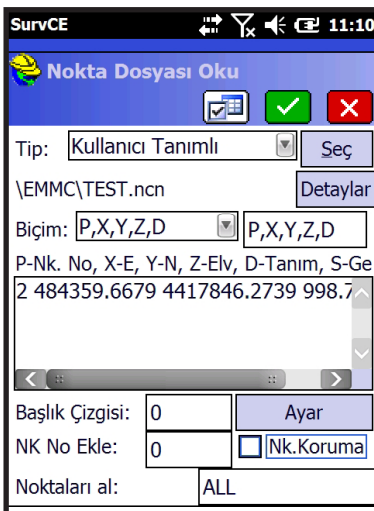 SurvCE 11:10
Nokta Dosyası Oku
Tip: Kullanıcı Tanımlı Seç
\EMMC\TEST.ncn Detaylar
Biçim: P,X,Y,Z,D P,X,Y,Z,D
P-Nk. No, X-E, Y-N, Z-Elv, D-Tanım, S-Ge
2 484359.6679 4417846.2739 998.7
Başlık Çizgisi: 0 Ayar
NK No Ekle: 0 Nk.Koruma
Noktaları al: ALL